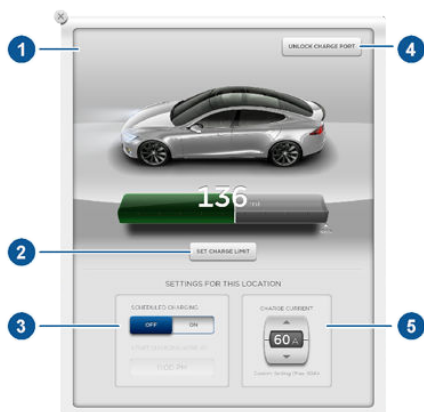 1
UNLOCK CHARGE PORT
4
136
2
SET CHARGE LIMIT
SETTINGS FOR THIS LOCATION
3
SCHEDULED CHARGING
OFF ON
CHARGE CURRENT
60 A
5